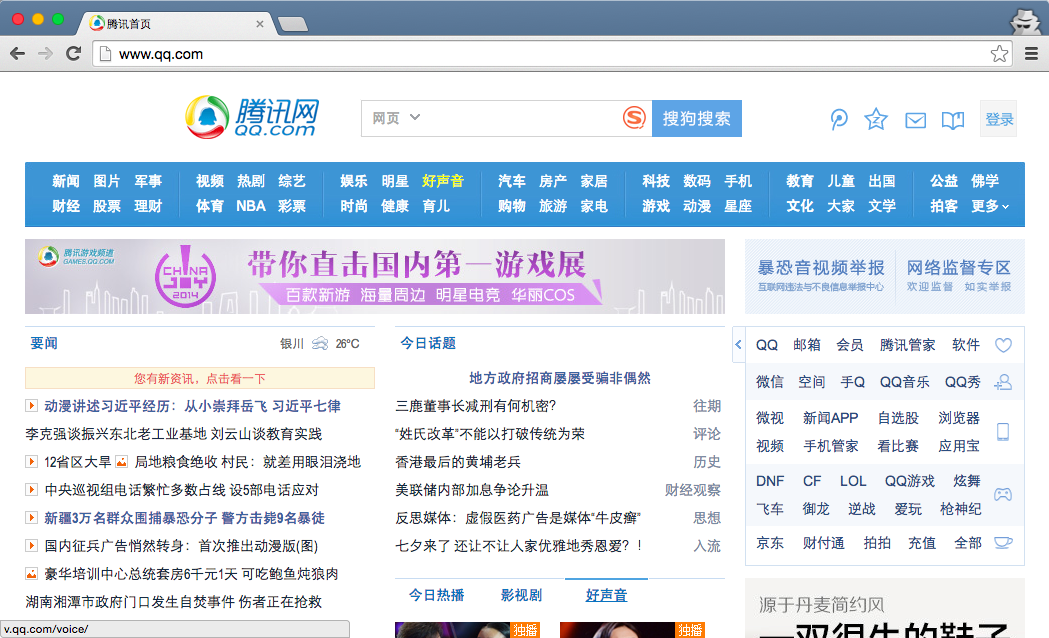 腾讯首页
www.qq.com
腾讯网
QQ.com
网页
搜狗搜索
登录
新闻 图片 军事 视频 热剧 综艺 娱乐 明星 好声音 汽车 房产 家居 科技 数码 手机 教育 儿童 出国 公益 佛学
财经 股票 理财 体育 NBA 彩票 时尚 健康 育儿 购物 旅游 家电 游戏 动漫 星座 文化 大家 文学 拍客 更多
腾讯游戏频道
GAMES.QQ.COM
CHINA
JOY
2014
带你直击国内第一游戏展
百款新游 海量周边 明星电竞 华丽COS
暴恐音视频举报
互联网违法与不良信息举报中心
网络监督专区
欢迎监督 如实举报
要闻
银川 26℃
您有新资讯，点击看一下
动漫讲述习近平经历：从小崇拜岳飞 习近平七律
李克强谈振兴东北老工业基地 刘云山谈教育实践
12省区大旱 局地粮食绝收 村民：就差用眼泪浇地
中央巡视组电话繁忙多数占线 设5部电话应对
新疆3万名群众围捕暴恐分子 警方击毙9名暴徒
国内征兵广告悄然转身：首次推出动漫版(图)
豪华培训中心总统套房6千元1天 可吃鲍鱼炖狼肉
湖南湘潭市政府门口发生自焚事件 伤者正在抢救
今日话题
地方政府招商屡屡受骗非偶然
三鹿董事长减刑有何机密? 往期
“姓氏改革”不能以打破传统为荣 评论
香港最后的黄埔老兵 历史
美联储内部加息争论升温 财经观察
反思媒体：虚假医药广告是媒体“牛皮癣” 思想
七夕来了 还让不让人家优雅地秀恩爱？！ 入流
今日热播 影视剧 好声音
独播
独播
QQ 邮箱 会员 腾讯管家 软件
微信 空间 手Q QQ音乐 QQ秀
微视 新闻APP 自选股 浏览器
视频 手机管家 看比赛 应用宝
DNF CF LOL QQ游戏 炫舞
飞车 御龙 逆战 爱玩 枪神纪
京东 财付通 拍拍 充值 全部
源于丹麦简约风
一双很牛的鞋子
v.qq.com/voice/